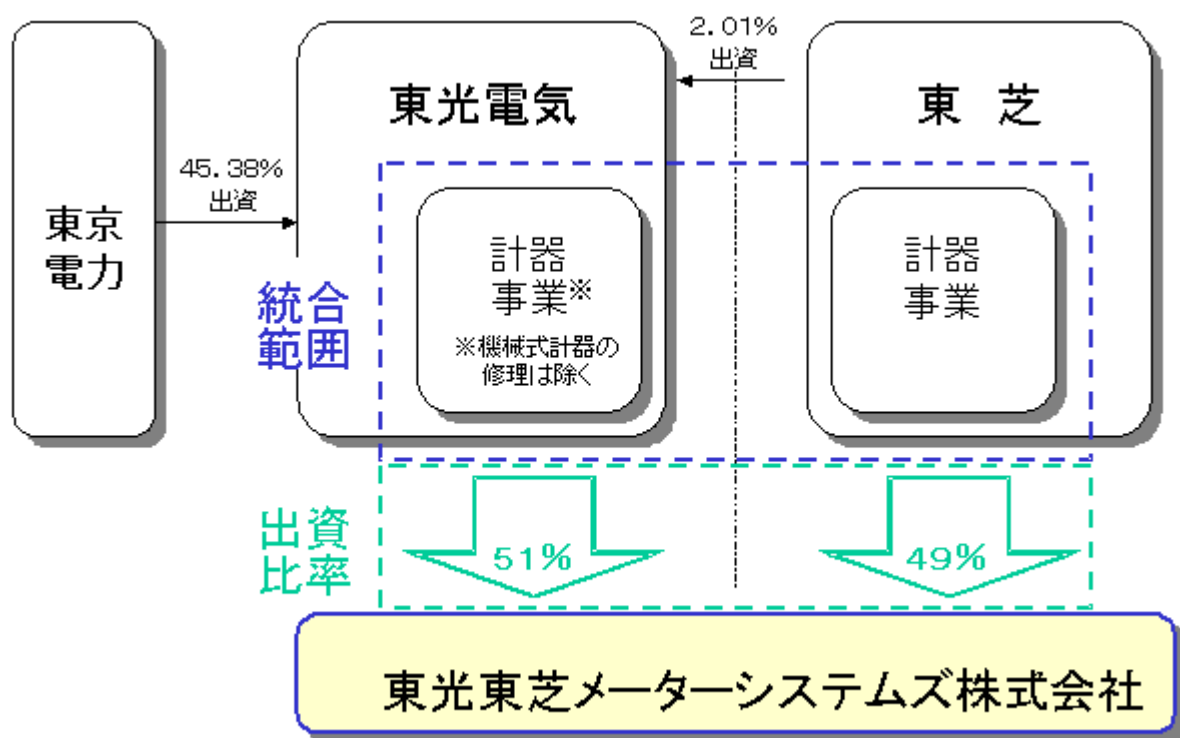 2.01%
出資
東光電気
東 芝
45.38%
出資
東京
電力
計器
事業※
※機械式計器の
修理は除く
計器
事業
統合
範囲
出資
比率
51%
49%
東光東芝メーターシステムズ株式会社